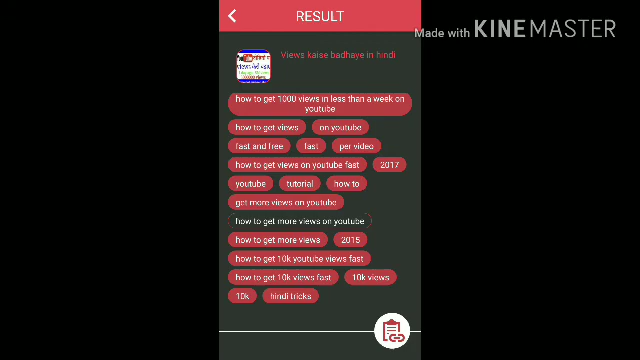 RESULT
Made with KINEMASTER
Views kaise badhaye in hindi
how to get 1000 views in less than a week on
youtube
how to get views on youtube
fast and free fast per video
how to get views on youtube fast 2017
youtube tutorial how to
get more views on youtube
how to get more views on youtube
how to get more views 2015
how to get 10k youtube views fast
how to get 10k views fast 10k views
10k hindi tricks